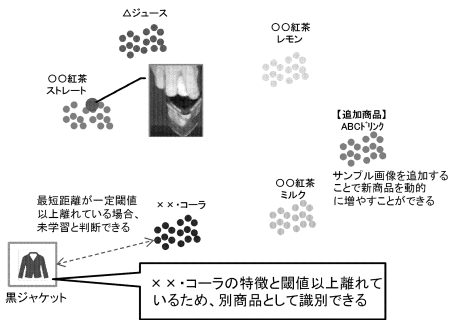 △ジュース
〇〇紅茶
レモン
〇〇紅茶
ストレート
【追加商品】
ABCﾄﾞﾘﾝｸ
サンプル画像を追加する
ことで新商品を動的
に増やすことができる
〇〇紅茶
ミルク
最短距離が一定閾値
以上離れている場合、
未学習と判断できる
××・コーラ
黒ジャケット
××・コーラの特徴と閾値以上離れて
いるため、別商品として識別できる